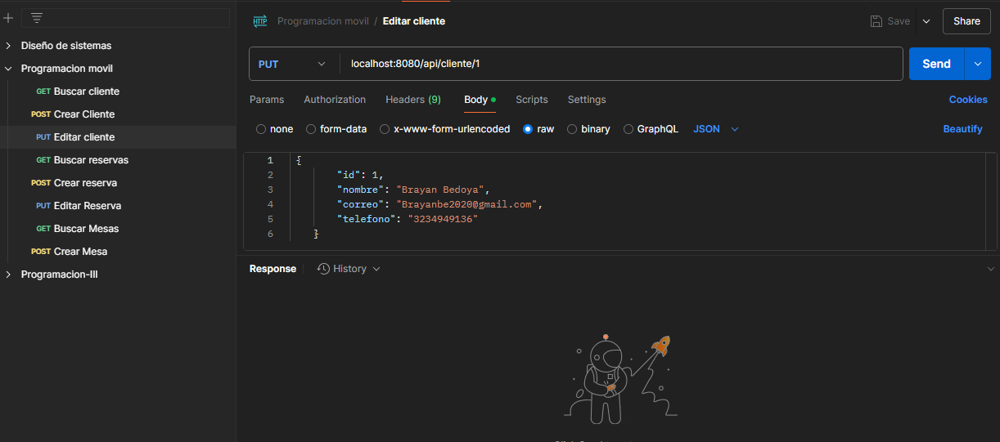 HTTP Programacion movil / Editar cliente Save Share
Diseño de sistemas
Programacion movil
GET Buscar cliente
POST Crear Cliente
PUT Editar cliente
GET Buscar reservas
POST Crear reserva
PUT Editar Reserva
GET Buscar Mesas
POST Crear Mesa
Programacion-III
PUT localhost:8080/api/cliente/1 Send
Params Authorization Headers (9) Body Scripts Settings Cookies
none form-data x-www-form-urlencoded raw binary GraphQL JSON Beautify
1 {
2 "id": 1,
3 "nombre": "Brayan Bedoya",
4 "correo": "Brayanbe2020@gmail.com",
5 "telefono": "3234949136"
6 }
Response History